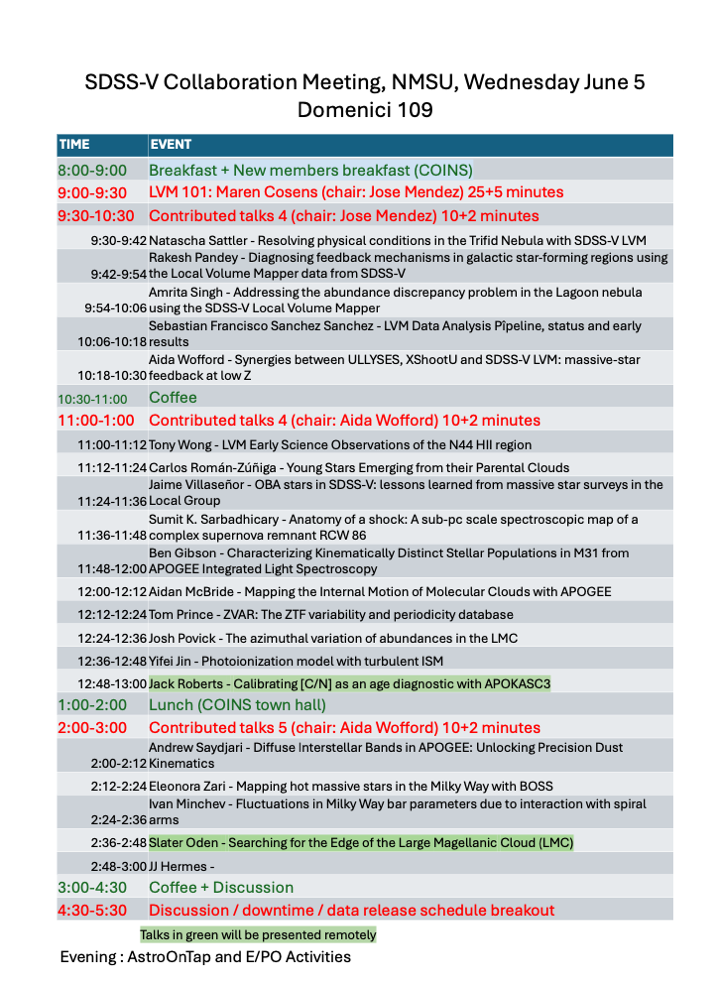 SDSS-V Collaboration Meeting, NMSU, Wednesday June 5
Domenici 109
TIME EVENT
8:00-9:00 Breakfast + New members breakfast (COINS)
9:00-9:30 LVM 101: Maren Cosens (chair: Jose Mendez) 25+5 minutes
9:30-10:30 Contributed talks 4 (chair: Jose Mendez) 10+2 minutes
9:30-9:42 Natascha Sattler - Resolving physical conditions in the Trifid Nebula with SDSS-V LVM
Rakesh Pandey - Diagnosing feedback mechanisms in galactic star-forming regions using
9:42-9:54 the Local Volume Mapper data from SDSS-V
Amrita Singh - Addressing the abundance discrepancy problem in the Lagoon nebula
9:54-10:06 using the SDSS-V Local Volume Mapper
Sebastian Francisco Sanchez Sanchez - LVM Data Analysis Pîpeline, status and early
10:06-10:18 results
Aida Wofford - Synergies between ULLYSES, XShootU and SDSS-V LVM: massive-star
10:18-10:30 feedback at low Z
10:30-11:00 Coffee
11:00-1:00 Contributed talks 4 (chair: Aida Wofford) 10+2 minutes
11:00-11:12 Tony Wong - LVM Early Science Observations of the N44 HII region
11:12-11:24 Carlos Román-Zúñiga - Young Stars Emerging from their Parental Clouds
Jaime Villaseñor - OBA stars in SDSS-V: lessons learned from massive star surveys in the
11:24-11:36 Local Group
Sumit K. Sarbadhicary - Anatomy of a shock: A sub-pc scale spectroscopic map of a
11:36-11:48 complex supernova remnant RCW 86
Ben Gibson - Characterizing Kinematically Distinct Stellar Populations in M31 from
11:48-12:00 APOGEE Integrated Light Spectroscopy
12:00-12:12 Aidan McBride - Mapping the Internal Motion of Molecular Clouds with APOGEE
12:12-12:24 Tom Prince - ZVAR: The ZTF variability and periodicity database
12:24-12:36 Josh Povick - The azimuthal variation of abundances in the LMC
12:36-12:48 Yifei Jin - Photoionization model with turbulent ISM
12:48-13:00 Jack Roberts - Calibrating [C/N] as an age diagnostic with APOKASC3
1:00-2:00 Lunch (COINS town hall)
2:00-3:00 Contributed talks 5 (chair: Aida Wofford) 10+2 minutes
Andrew Saydjari - Diffuse Interstellar Bands in APOGEE: Unlocking Precision Dust
2:00-2:12 Kinematics
2:12-2:24 Eleonora Zari - Mapping hot massive stars in the Milky Way with BOSS
Ivan Minchev - Fluctuations in Milky Way bar parameters due to interaction with spiral
2:24-2:36 arms
2:36-2:48 Slater Oden - Searching for the Edge of the Large Magellanic Cloud (LMC)
2:48-3:00 JJ Hermes -
3:00-4:30 Coffee + Discussion
4:30-5:30 Discussion / downtime / data release schedule breakout
Talks in green will be presented remotely
Evening : AstroOnTap and E/PO Activities